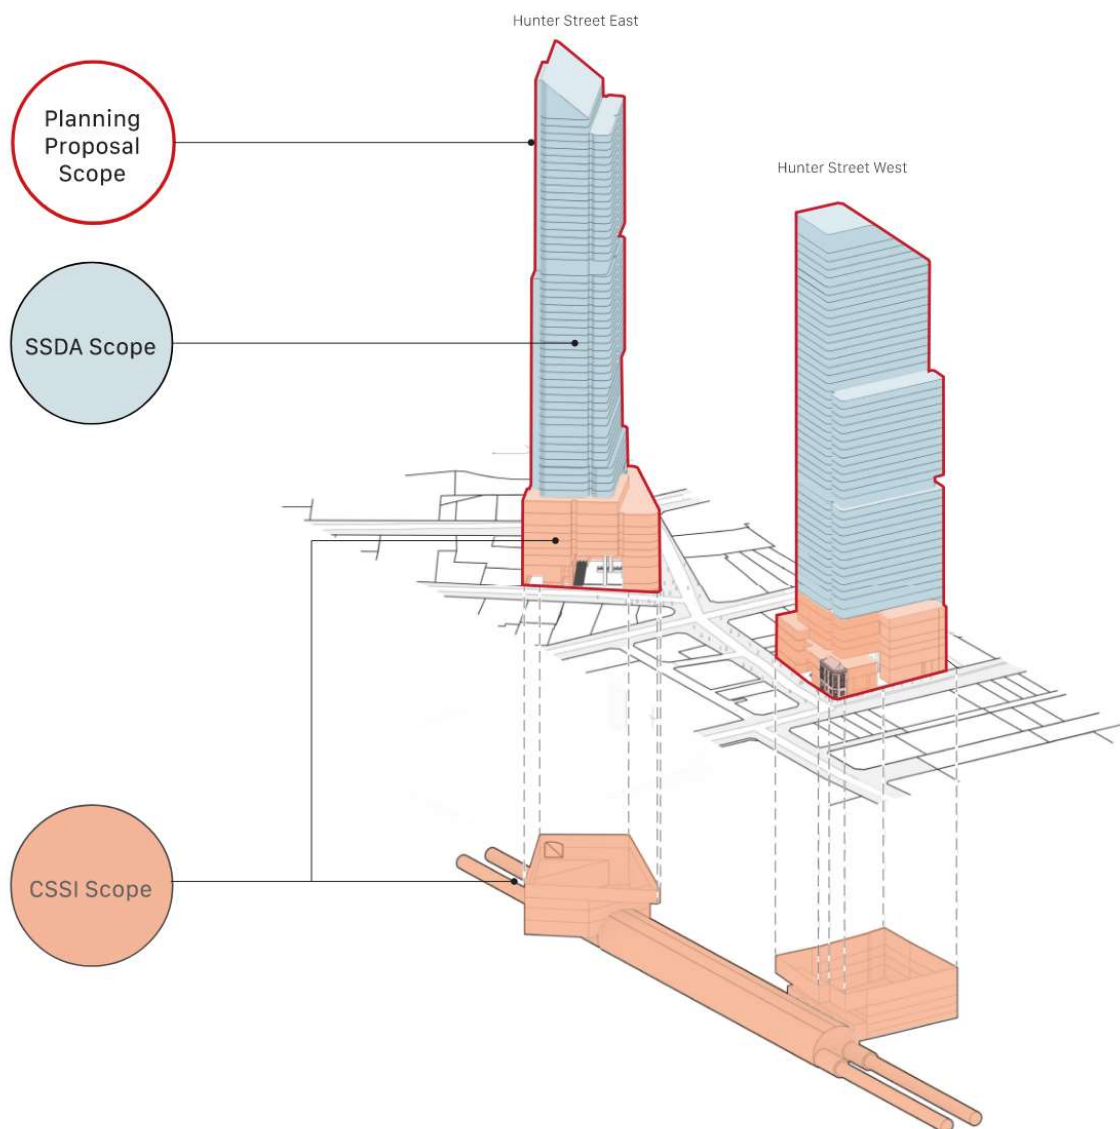 Hunter Street East
Planning
Proposal
Scope
Hunter Street West
SSDA Scope
CSSI Scope